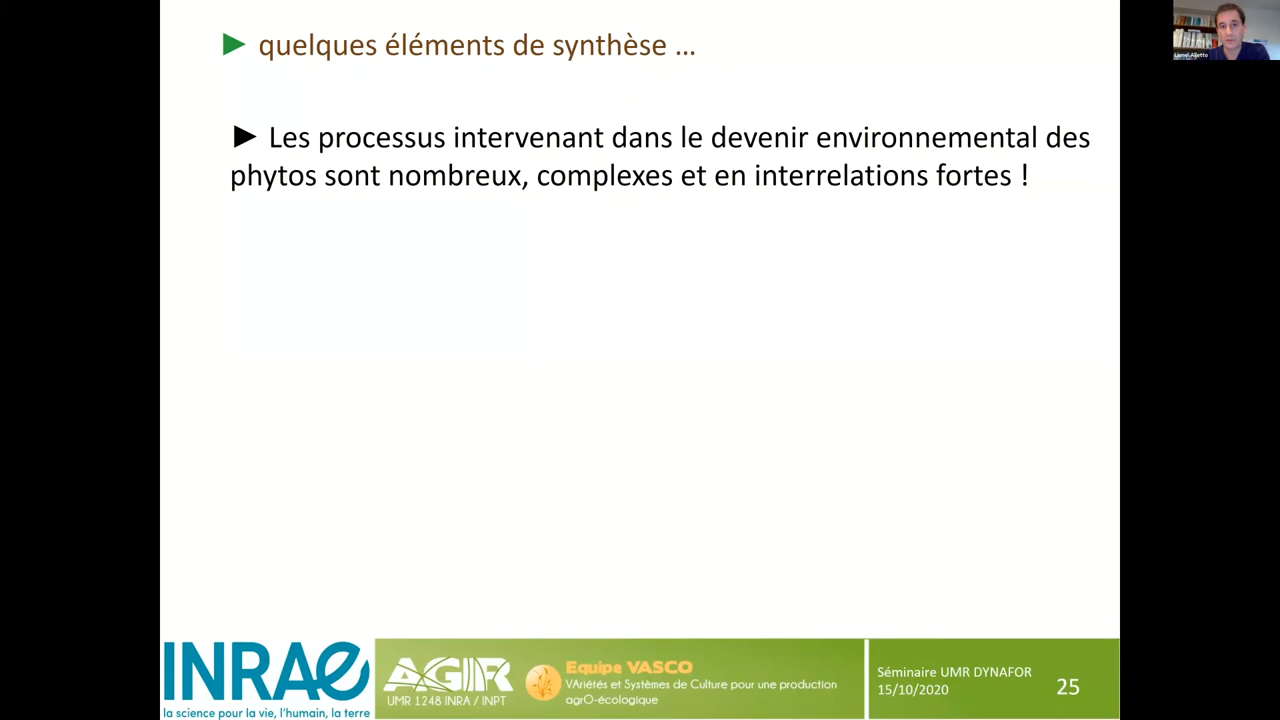 ► quelques éléments de synthèse ...
Lionel Alletto
► Les processus intervenant dans le devenir environnemental des
phytos sont nombreux, complexes et en interrelations fortes !
INRAE
la science pour la vie, l'humain, la terre
AGIR
UMR 1248 INRA / INPT
Equipe VASCO
VAriétés et Systèmes de Culture pour une production
agrO-écologique
Séminaire UMR DYNAFOR
15/10/2020
25